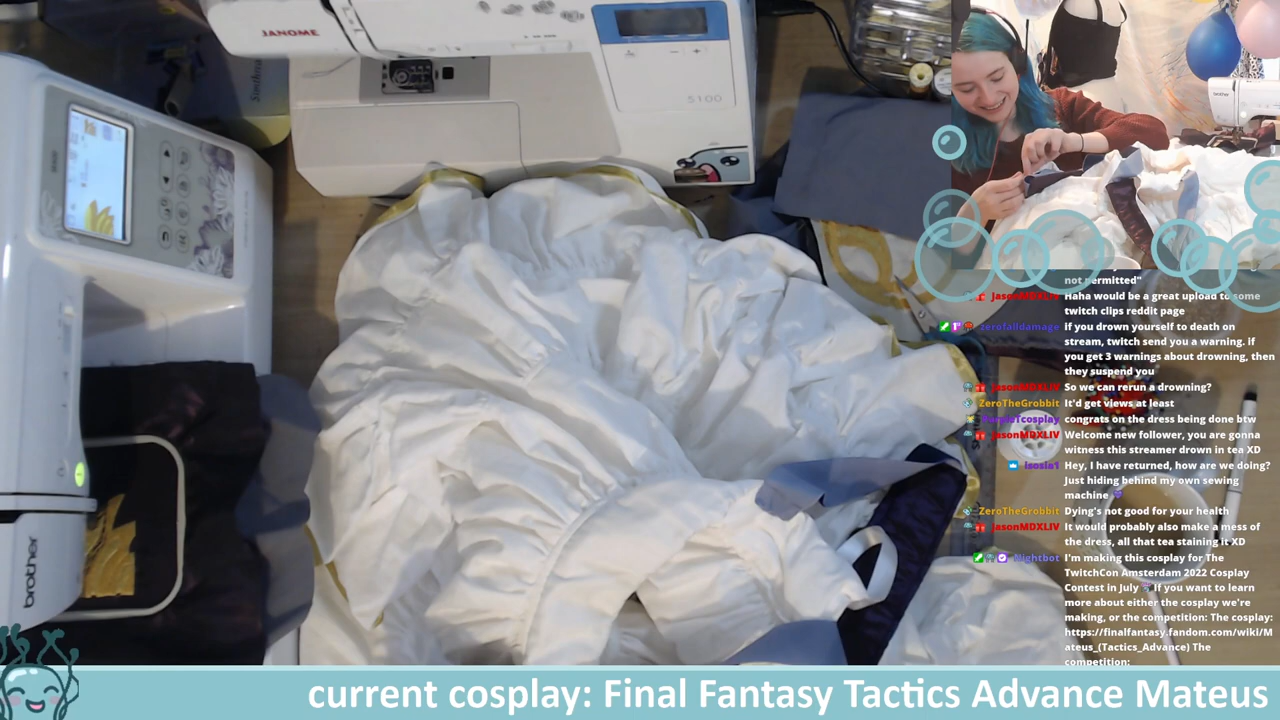 JANOME
5100
Simthread
brother
brother
not permitted"
JasonMDXLIV Haha would be a great upload to some
twitch clips reddit page
zerofalldamage if you drown yourself to death on
stream, twitch send you a warning. if
you get 3 warnings about drowning, then
they suspend you
JasonMDXLIV So we can rerun a drowning?
ZeroTheGrobbit It'd get views at least
congrats on the dress being done btw
JasonMDXLIV Welcome new follower, you are gonna
witness this streamer drown in tea XD
isosia1 Hey, I have returned, how are we doing?
Just hiding behind my own sewing
machine
ZeroTheGrobbit Dying's not good for your health
JasonMDXLIV It would probably also make a mess of
the dress, all that tea staining it XD
Nightbot I'm making this cosplay for The
TwitchCon Amsterdam 2022 Cosplay
Contest in July if you want to learn
more about either the cosplay we're
making, or the competition: The cosplay:
https://finalfantasy.fandom.com/wiki/M
ateus_(Tactics_Advance) The
competition:
current cosplay: Final Fantasy Tactics Advance Mateus